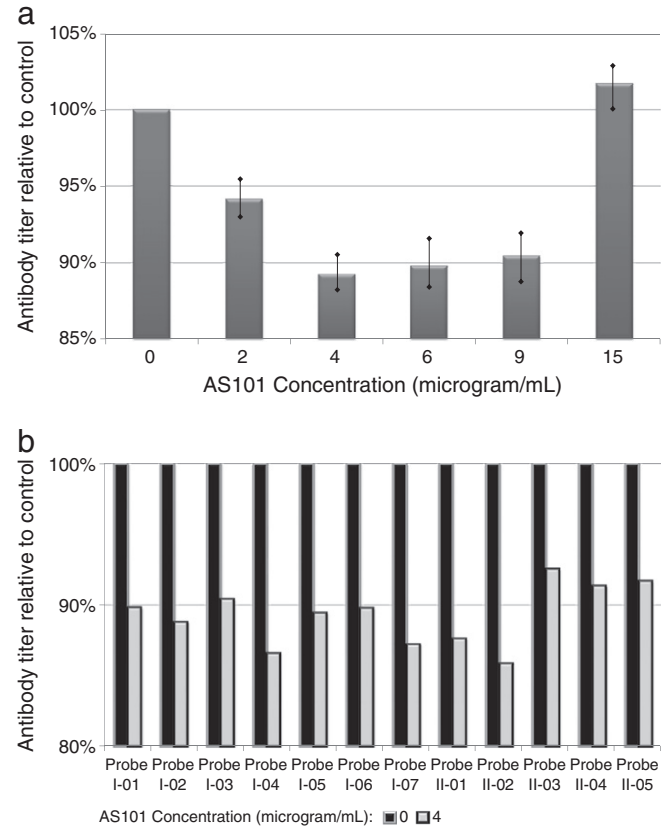 a
Antibody titer relative to control
105%
100%
95%
90%
85%
0 2 4 6 9 15
AS101 Concentration (microgram/mL)
b
Antibody titer relative to control
100%
90%
80%
Probe Probe Probe Probe Probe Probe Probe Probe Probe Probe Probe Probe
I-01 I-02 I-03 I-04 I-05 I-06 I-07 II-01 II-02 II-03 II-04 II-05
AS101 Concentration (microgram/mL): 0 4